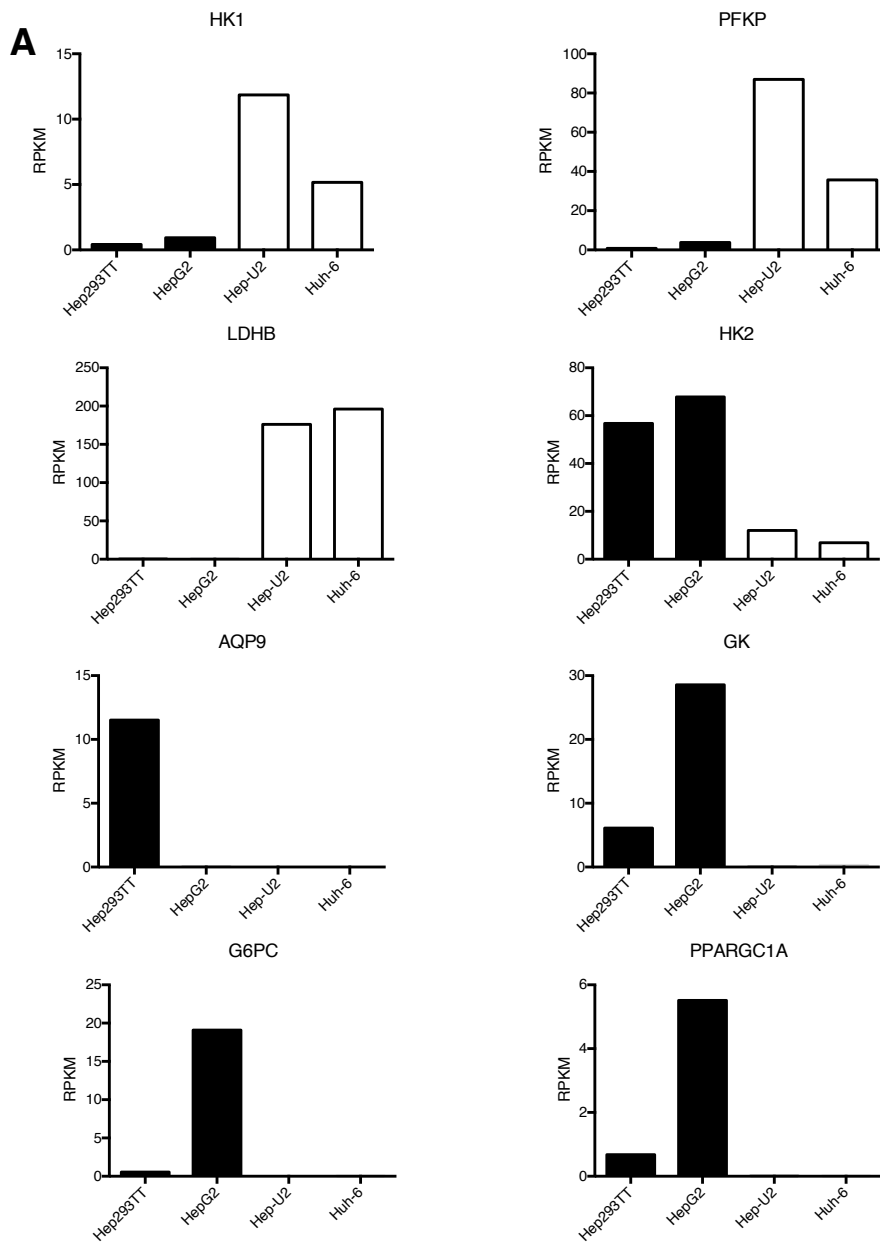 A
HK1
15
10
5
0
RPKM
Hep293TT
HepG2
Hep-U2
Huh-6
PFKP
100
80
60
40
20
0
RPKM
Hep293TT
HepG2
Hep-U2
Huh-6
LDHB
250
200
150
100
50
0
RPKM
Hep293TT
HepG2
Hep-U2
Huh-6
HK2
80
60
40
20
0
RPKM
Hep293TT
HepG2
Hep-U2
Huh-6
AQP9
15
10
5
0
RPKM
Hep293TT
HepG2
Hep-U2
Huh-6
GK
30
20
10
0
RPKM
Hep293TT
HepG2
Hep-U2
Huh-6
G6PC
25
20
15
10
5
0
RPKM
Hep293TT
HepG2
Hep-U2
Huh-6
PPARGC1A
6
4
2
0
RPKM
Hep293TT
HepG2
Hep-U2
Huh-6